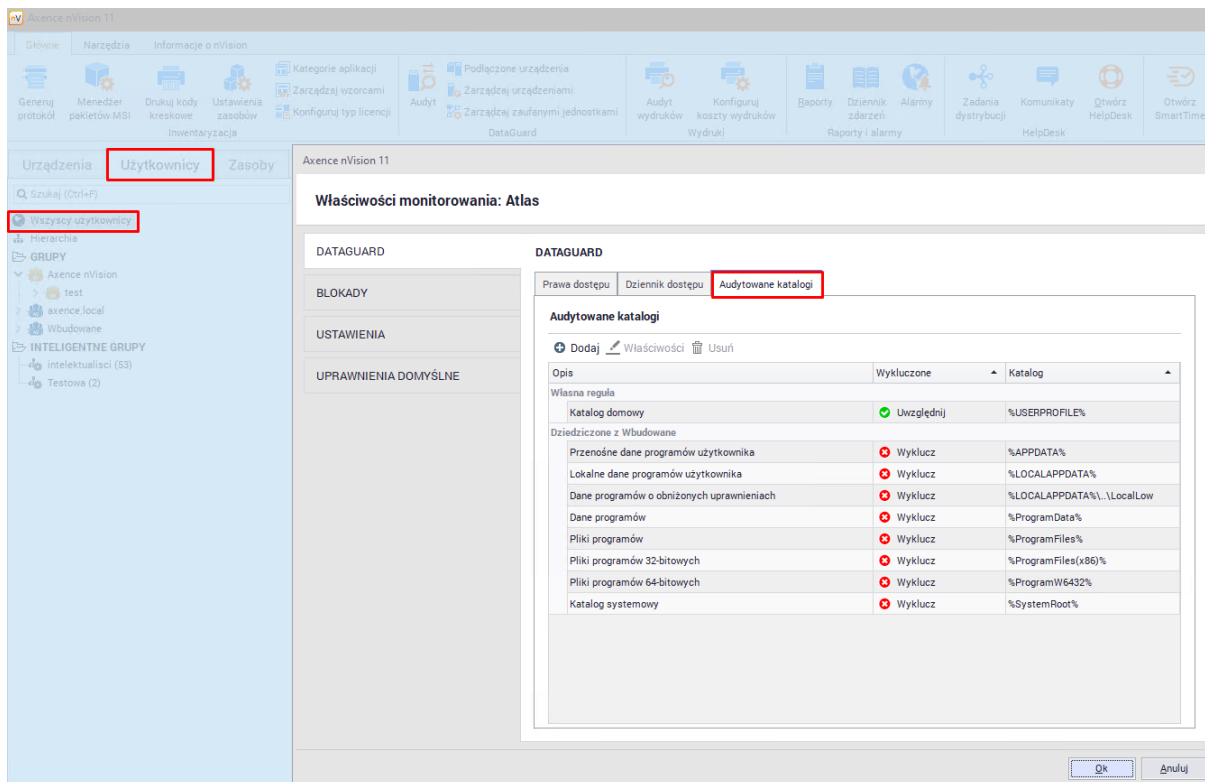 nV Axence nVision 11
Główne Narzędzia Informacje o nVision
Generuj protokół
Menedżer pakietów MSI
Drukuj kody kreskowe
Ustawienia zasobów
Kategorie aplikacji
Zarządzaj wzorcami
Konfiguruj typ licencji
Inwentaryzacja
Audyt
Podłączone urządzenia
Zarządzaj urządzeniami
Zarządzaj zaufanymi jednostkami
DataGuard
Audyt wydruków
Konfiguruj koszty wydruków
Wydruki
Raporty
Dziennik zdarzeń
Alarmy
Raporty i alarmy
Zadania dystrybucji
Komunikaty
Otwórz HelpDesk
HelpDesk
Otwórz SmartTime
Urządzenia Użytkownicy Zasoby
Szukaj (Ctrl+F)
Wszyscy użytkownicy
Hierarchia
GRUPY
Axence nVision
test
axence.local
Wbudowane
INTELIGENTNE GRUPY
intelektualisci (53)
Testowa (2)
Axence nVision 11
Właściwości monitorowania: Atlas
DATAGUARD
BLOKADY
USTAWIENIA
UPRAWNIENIA DOMYŚLNE
DATAGUARD
Prawa dostępu Dziennik dostępu Audytowane katalogi
Audytowane katalogi
Dodaj Właściwości Usuń
Opis Wykluczone Katalog
Własna reguła
Katalog domowy Uwzględnij %USERPROFILE%
Dziedziczone z Wbudowane
Przenośne dane programów użytkownika Wyklucz %APPDATA%
Lokalne dane programów użytkownika Wyklucz %LOCALAPPDATA%
Dane programów o obniżonych uprawnieniach Wyklucz %LOCALAPPDATA%\..\LocalLow
Dane programów Wyklucz %ProgramData%
Pliki programów Wyklucz %ProgramFiles%
Pliki programów 32-bitowych Wyklucz %ProgramFiles(x86)%
Pliki programów 64-bitowych Wyklucz %ProgramW6432%
Katalog systemowy Wyklucz %SystemRoot%
Ok Anuluj